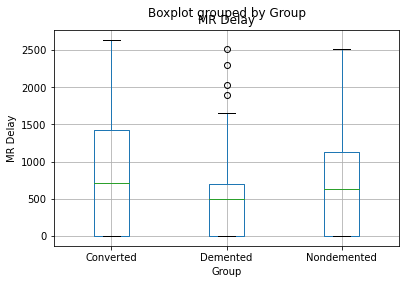 Boxplot grouped by Group
MR Delay
2500
2000
1500
1000
500
0
MR Delay
Converted
Demented
Nondemented
Group